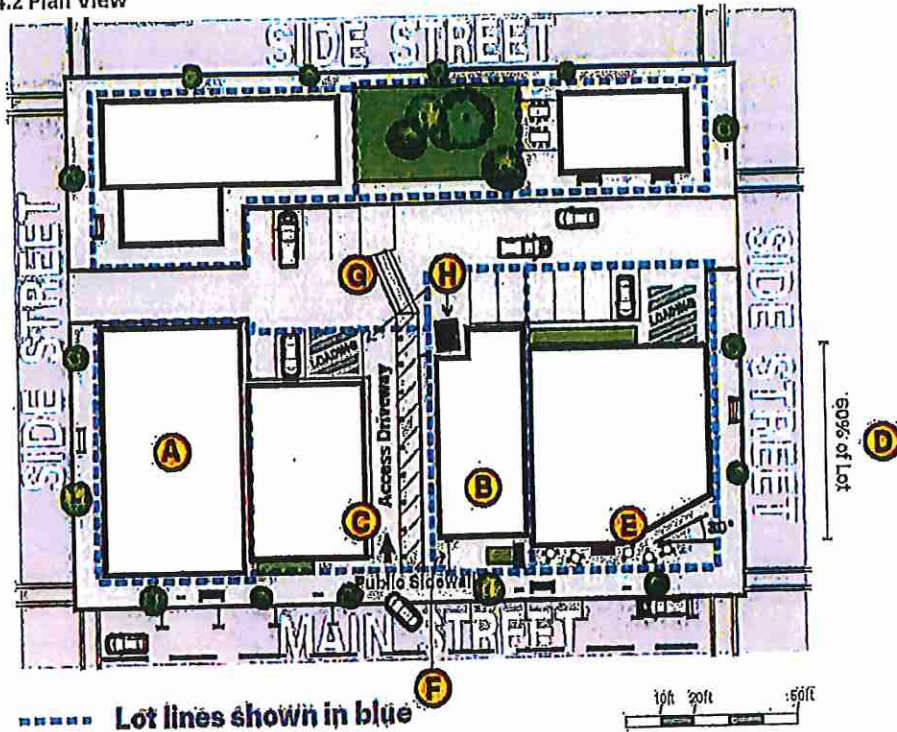 4.2 Plan View
SIDE STREET
SIDE STREET
SIDE STREET
G
H
LOADING
LOADING
60% of Lot
D
A
Access Driveway
B
C
E
30°
Public Sidewalk
MAIN STREET
F
Lot lines shown in blue
10ft 20ft 50ft